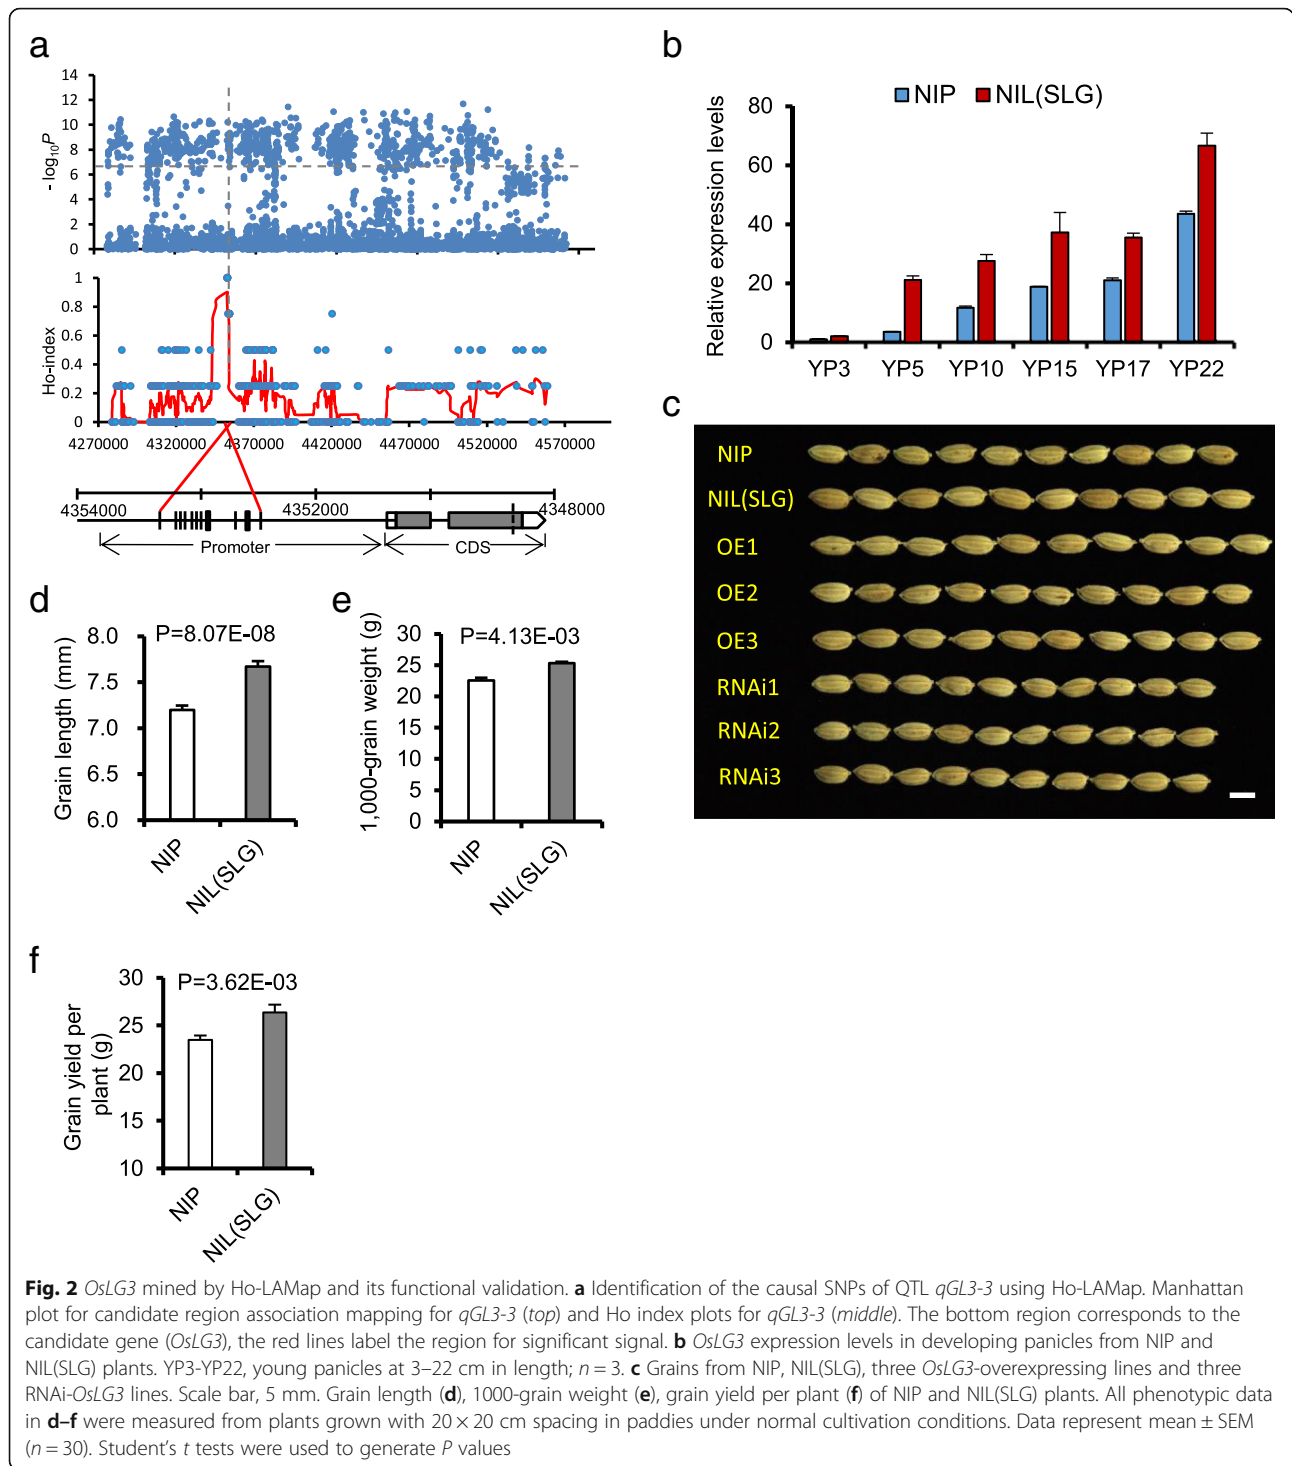 a
14
12
10
8
6
4
2
0
- log10P
1
0.8
0.6
0.4
0.2
0
Ho-index
4270000 4320000 4370000 4420000 4470000 4520000 4570000
4354000 4352000 4348000
Promoter CDS
b
NIP NIL(SLG)
80
60
40
20
0
Relative expression levels
YP3 YP5 YP10 YP15 YP17 YP22
c
NIP
NIL(SLG)
OE1
OE2
OE3
RNAi1
RNAi2
RNAi3
d
P=8.07E-08
8.0
7.5
7.0
6.5
6.0
Grain length (mm)
NIP
NIL(SLG)
e
P=4.13E-03
30
25
20
15
10
5
0
1,000-grain weight (g)
NIP
NIL(SLG)
f
P=3.62E-03
30
25
20
15
10
Grain yield per
plant (g)
NIP
NIL(SLG)
Fig. 2 OsLG3 mined by Ho-LAMap and its functional validation. a Identification of the causal SNPs of QTL qGL3-3 using Ho-LAMap. Manhattan
plot for candidate region association mapping for qGL3-3 (top) and Ho index plots for qGL3-3 (middle). The bottom region corresponds to the
candidate gene (OsLG3), the red lines label the region for significant signal. b OsLG3 expression levels in developing panicles from NIP and
NIL(SLG) plants. YP3-YP22, young panicles at 3–22 cm in length; n = 3. c Grains from NIP, NIL(SLG), three OsLG3-overexpressing lines and three
RNAi-OsLG3 lines. Scale bar, 5 mm. Grain length (d), 1000-grain weight (e), grain yield per plant (f) of NIP and NIL(SLG) plants. All phenotypic data
in d–f were measured from plants grown with 20 × 20 cm spacing in paddies under normal cultivation conditions. Data represent mean ± SEM
(n = 30). Student's t tests were used to generate P values